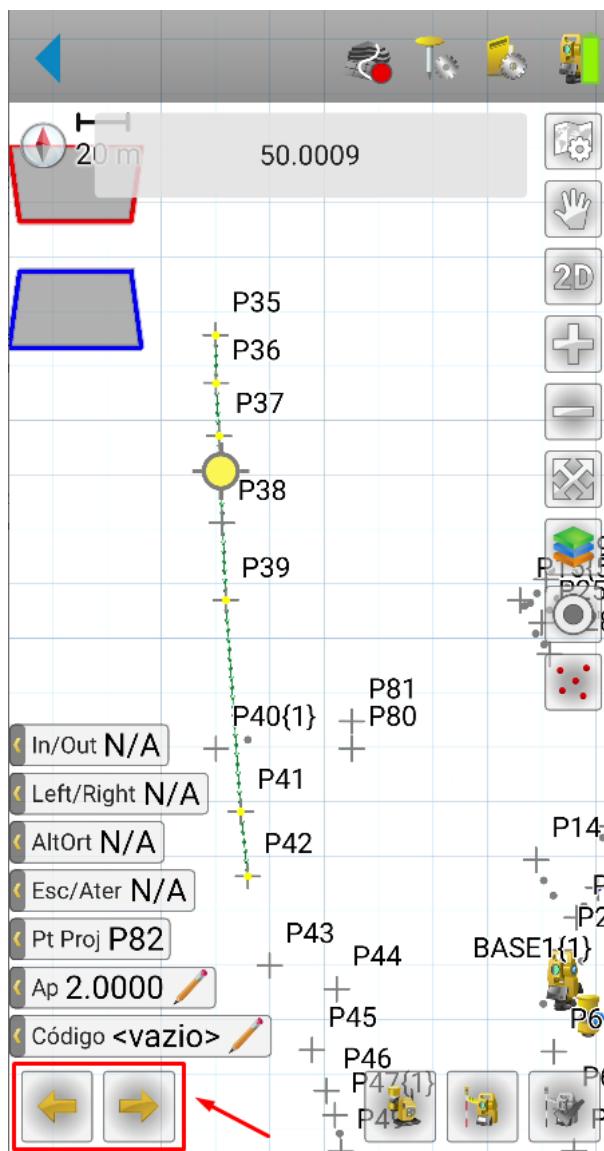 20 m
50.0009
2D
P35
P36
P37
P38
P39
P81
P40{1} P80
In/Out N/A
P41
Left/Right N/A
P42
P14
AltOrt N/A
Esc/Ater N/A
Pt Proj P82
P43
BASE1{1}
P44
Ap 2.0000
P45
Código <vazio>
P46
P47{1}